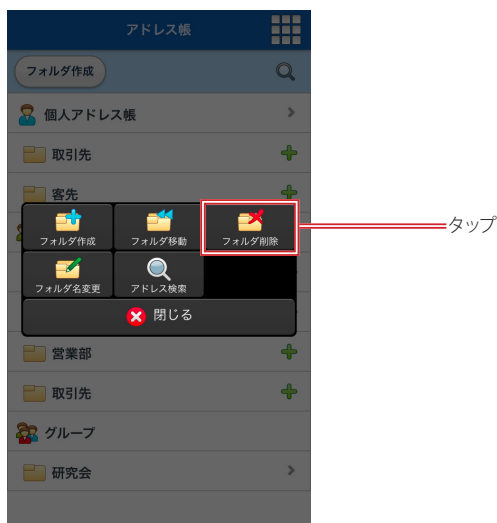 アドレス帳
フォルダ作成
個人アドレス帳
取引先
客先
フォルダ作成 フォルダ移動 フォルダ削除
タップ
フォルダ名変更 アドレス検索
閉じる
営業部
取引先
グループ
研究会